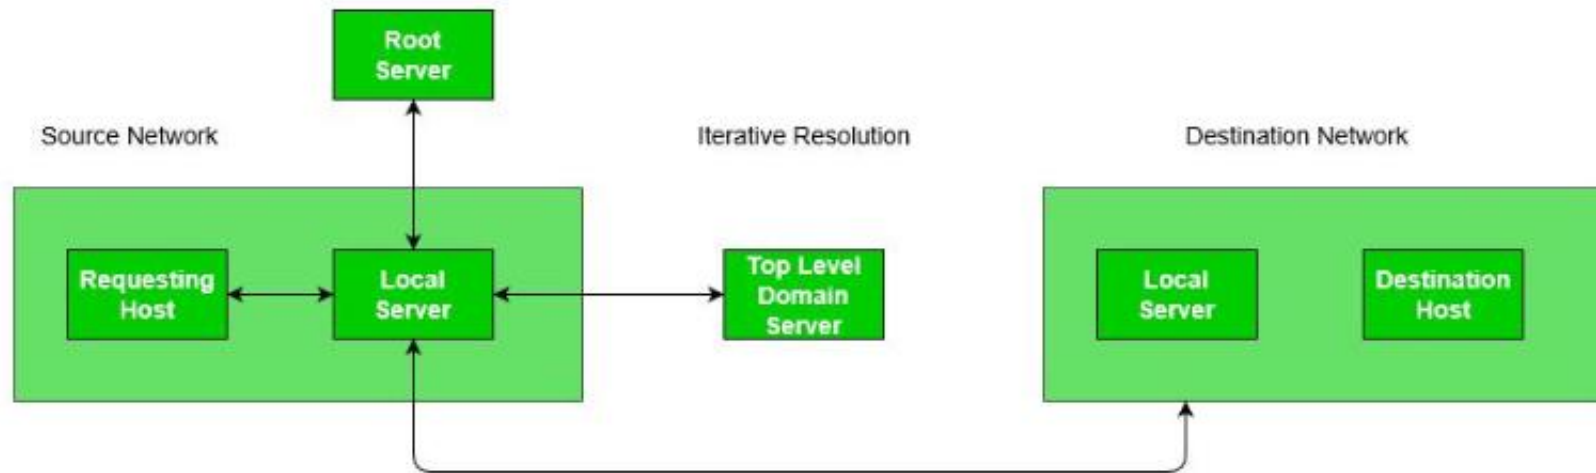 Root
Server
Source Network
Iterative Resolution
Destination Network
Requesting
Host
Local
Server
Top Level
Domain
Server
Local
Server
Destination
Host